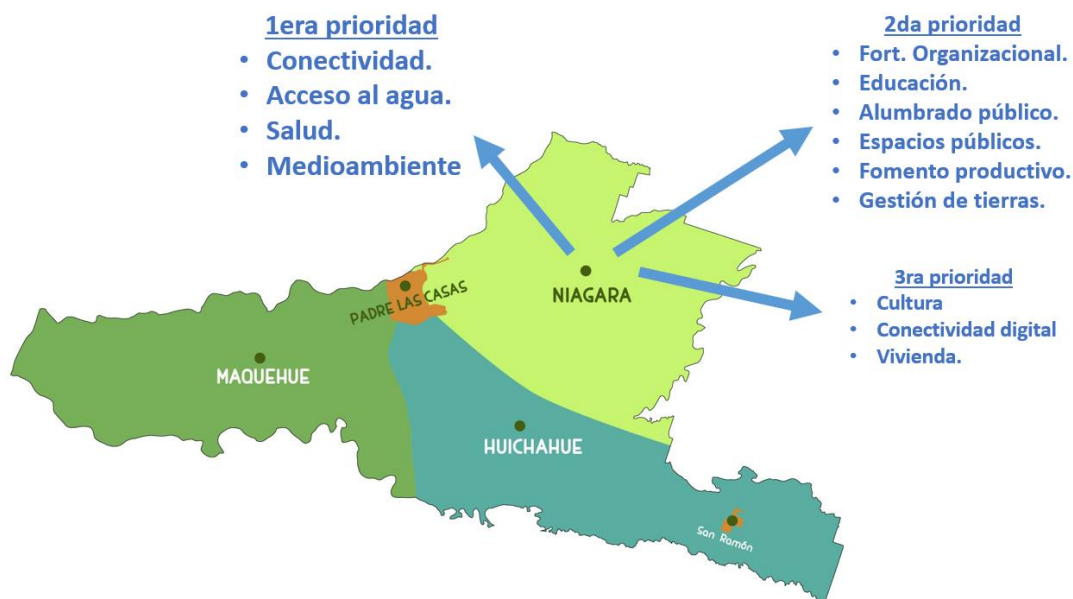 1era prioridad
• Conectividad.
• Acceso al agua.
• Salud.
• Medioambiente
2da prioridad
• Fort. Organizacional.
• Educación.
• Alumbrado público.
• Espacios públicos.
• Fomento productivo.
• Gestión de tierras.
3ra prioridad
• Cultura
• Conectividad digital
• Vivienda.
PADRE LAS CASAS
NIAGARA
MAQUEHUE
HUICHAHUE
San Ramón